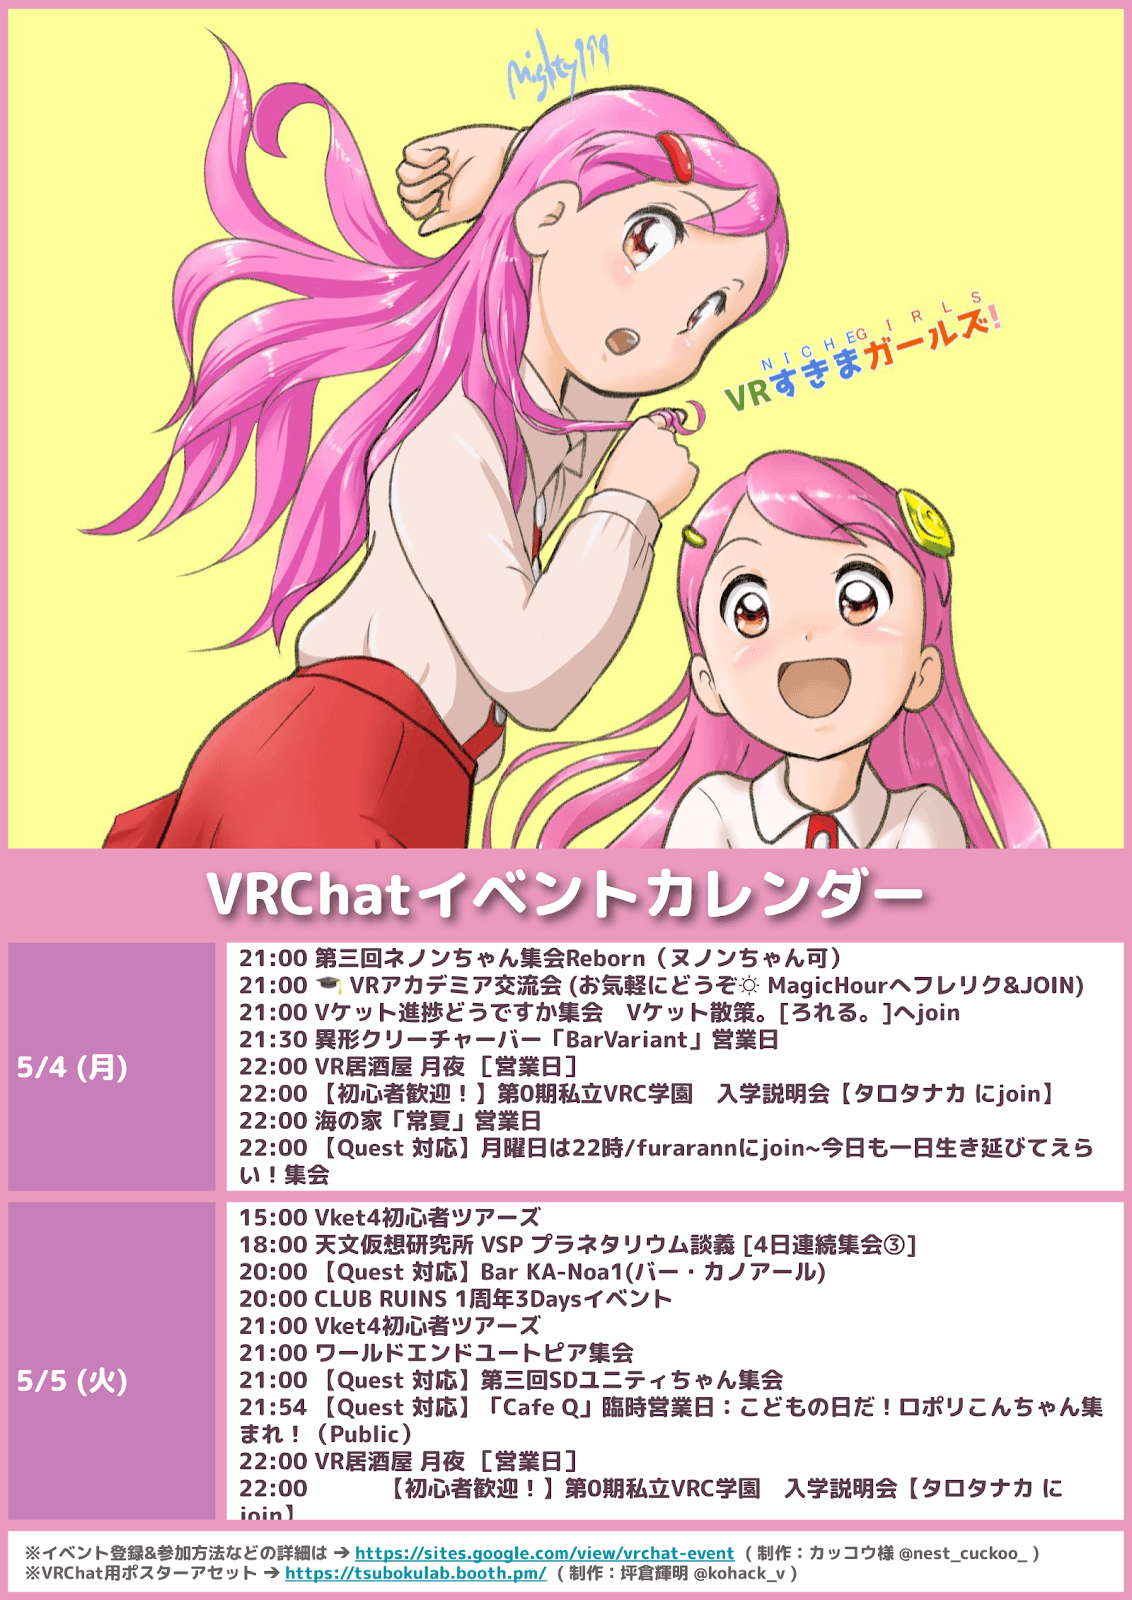 Mighty999
NICHE GIRLS
VRすきまガールズ!
VRChatイベントカレンダー
5/4 (月)
21:00 第三回ネノンちゃん集会Reborn（ヌノンちゃん可）
21:00 🎓 VRアカデミア交流会 (お気軽にどうぞ☼ MagicHourへフレリク&JOIN)
21:00 Vケット進捗どうですか集会　Vケット散策。[ろれる。]へjoin
21:30 異形クリーチャーバー「BarVariant」営業日
22:00 VR居酒屋 月夜 ［営業日］
22:00 【初心者歓迎！】第0期私立VRC学園　入学説明会【タロタナカ にjoin】
22:00 海の家「常夏」営業日
22:00 【Quest 対応】月曜日は22時/furarannにjoin~今日も一日生き延びてえら
い！集会
5/5 (火)
15:00 Vket4初心者ツアーズ
18:00 天文仮想研究所 VSP プラネタリウム談義 [4日連続集会③]
20:00 【Quest 対応】Bar KA-Noa1(バー・カノアール)
20:00 CLUB RUINS 1周年3Daysイベント
21:00 Vket4初心者ツアーズ
21:00 ワールドエンドユートピア集会
21:00 【Quest 対応】第三回SDユニティちゃん集会
21:54 【Quest 対応】「Cafe Q」臨時営業日：こどもの日だ！ロポリこんちゃん集
まれ！（Public）
22:00 VR居酒屋 月夜 ［営業日］
22:00 　　　【初心者歓迎！】第0期私立VRC学園　入学説明会【タロタナカ に
join】
※イベント登録&参加方法などの詳細は ➔ https://sites.google.com/view/vrchat-event ( 制作：カッコウ様 @nest_cuckoo_ )
※VRChat用ポスターアセット ➔ https://tsubokulab.booth.pm/ ( 制作：坪倉輝明 @kohack_v )